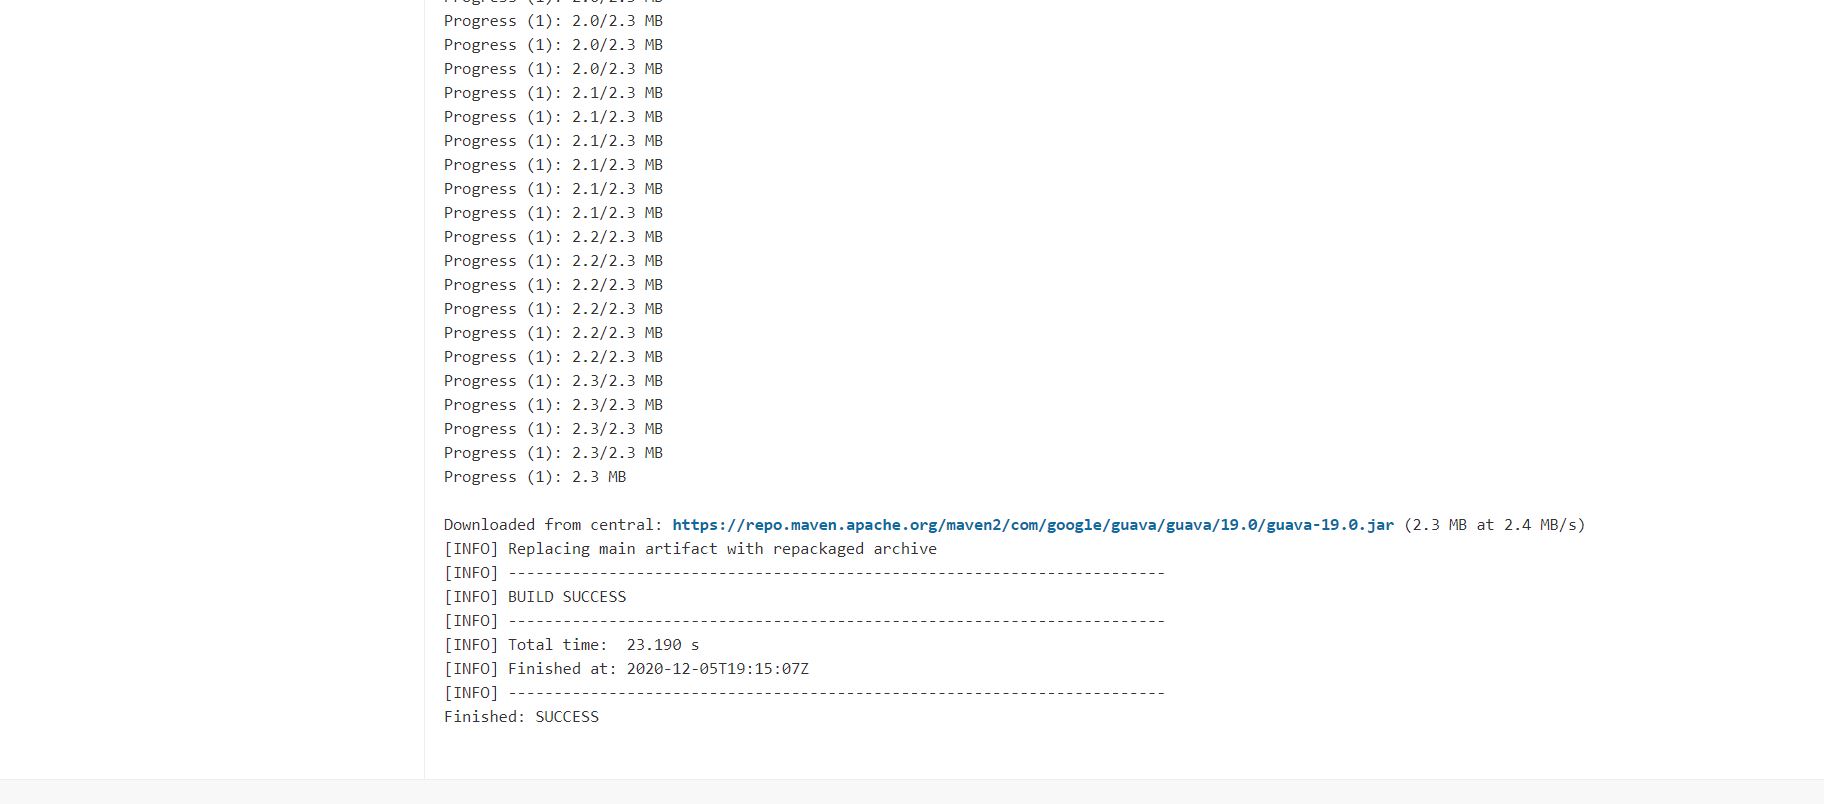 Progress (1): 2.0/2.3 MB
Progress (1): 2.0/2.3 MB
Progress (1): 2.0/2.3 MB
Progress (1): 2.0/2.3 MB
Progress (1): 2.1/2.3 MB
Progress (1): 2.1/2.3 MB
Progress (1): 2.1/2.3 MB
Progress (1): 2.1/2.3 MB
Progress (1): 2.1/2.3 MB
Progress (1): 2.1/2.3 MB
Progress (1): 2.2/2.3 MB
Progress (1): 2.2/2.3 MB
Progress (1): 2.2/2.3 MB
Progress (1): 2.2/2.3 MB
Progress (1): 2.2/2.3 MB
Progress (1): 2.2/2.3 MB
Progress (1): 2.3/2.3 MB
Progress (1): 2.3/2.3 MB
Progress (1): 2.3/2.3 MB
Progress (1): 2.3/2.3 MB
Progress (1): 2.3 MB
Downloaded from central: https://repo.maven.apache.org/maven2/com/google/guava/guava/19.0/guava-19.0.jar (2.3 MB at 2.4 MB/s)
[INFO] Replacing main artifact with repackaged archive
[INFO] ------------------------------------------------------------------------
[INFO] BUILD SUCCESS
[INFO] ------------------------------------------------------------------------
[INFO] Total time:  23.190 s
[INFO] Finished at: 2020-12-05T19:15:07Z
[INFO] ------------------------------------------------------------------------
Finished: SUCCESS